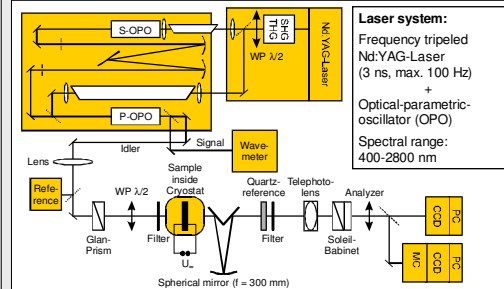 S-OPO
SHG
THG
Nd:YAG-Laser
WP λ/2
P-OPO
Idler
Signal
Wave-
meter
Laser system:
Frequency tripeled
Nd:YAG-Laser
(3 ns, max. 100 Hz)
+
Optical-parametric-
oscillator (OPO)
Spectral range:
400-2800 nm
Lens
Refe-
rence
WP λ/2
Sample
inside
Cryostat
Quartz-
reference
Telephoto-
lens
Analyzer
Glan-
Prism
Filter
Filter
Soleil-
Babinet
CCD
PC
MC
CCD
PC
Spherical mirror (f = 300 mm)